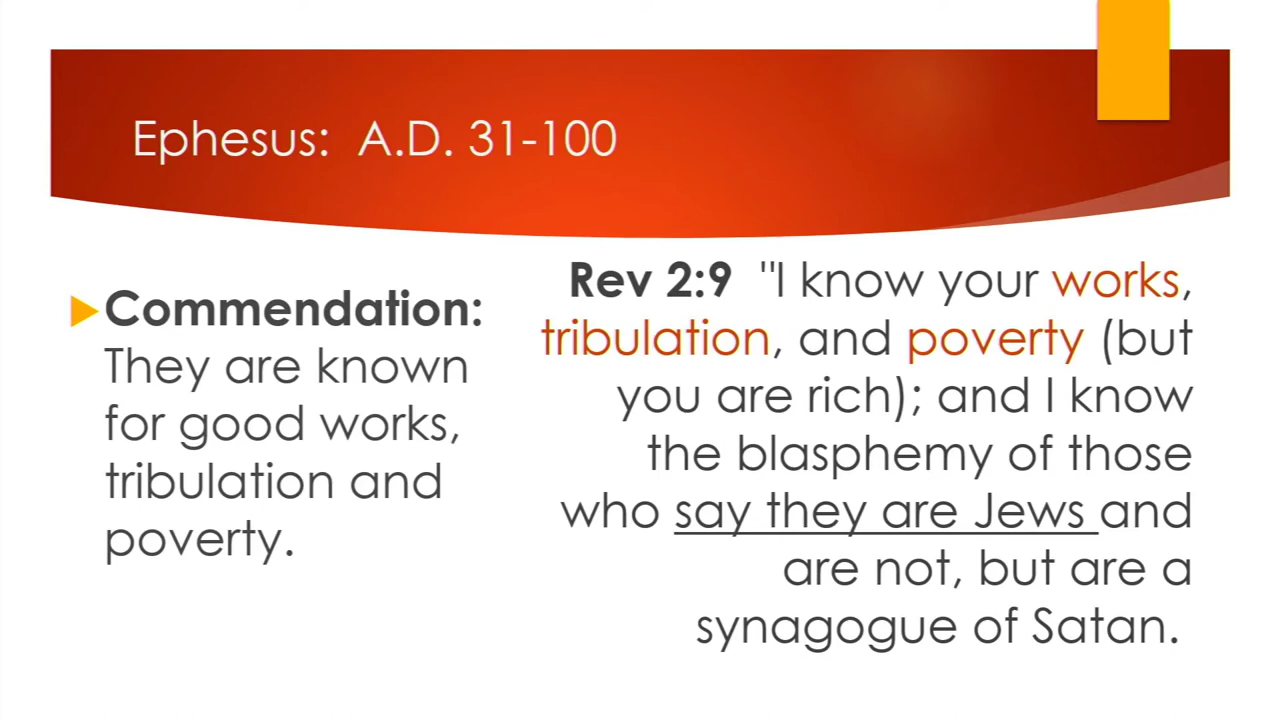 Ephesus: A.D. 31-100
Commendation:
They are known
for good works,
tribulation and
poverty.
Rev 2:9 "I know your works,
tribulation, and poverty (but
you are rich); and I know
the blasphemy of those
who say they are Jews and
are not, but are a
synagogue of Satan.